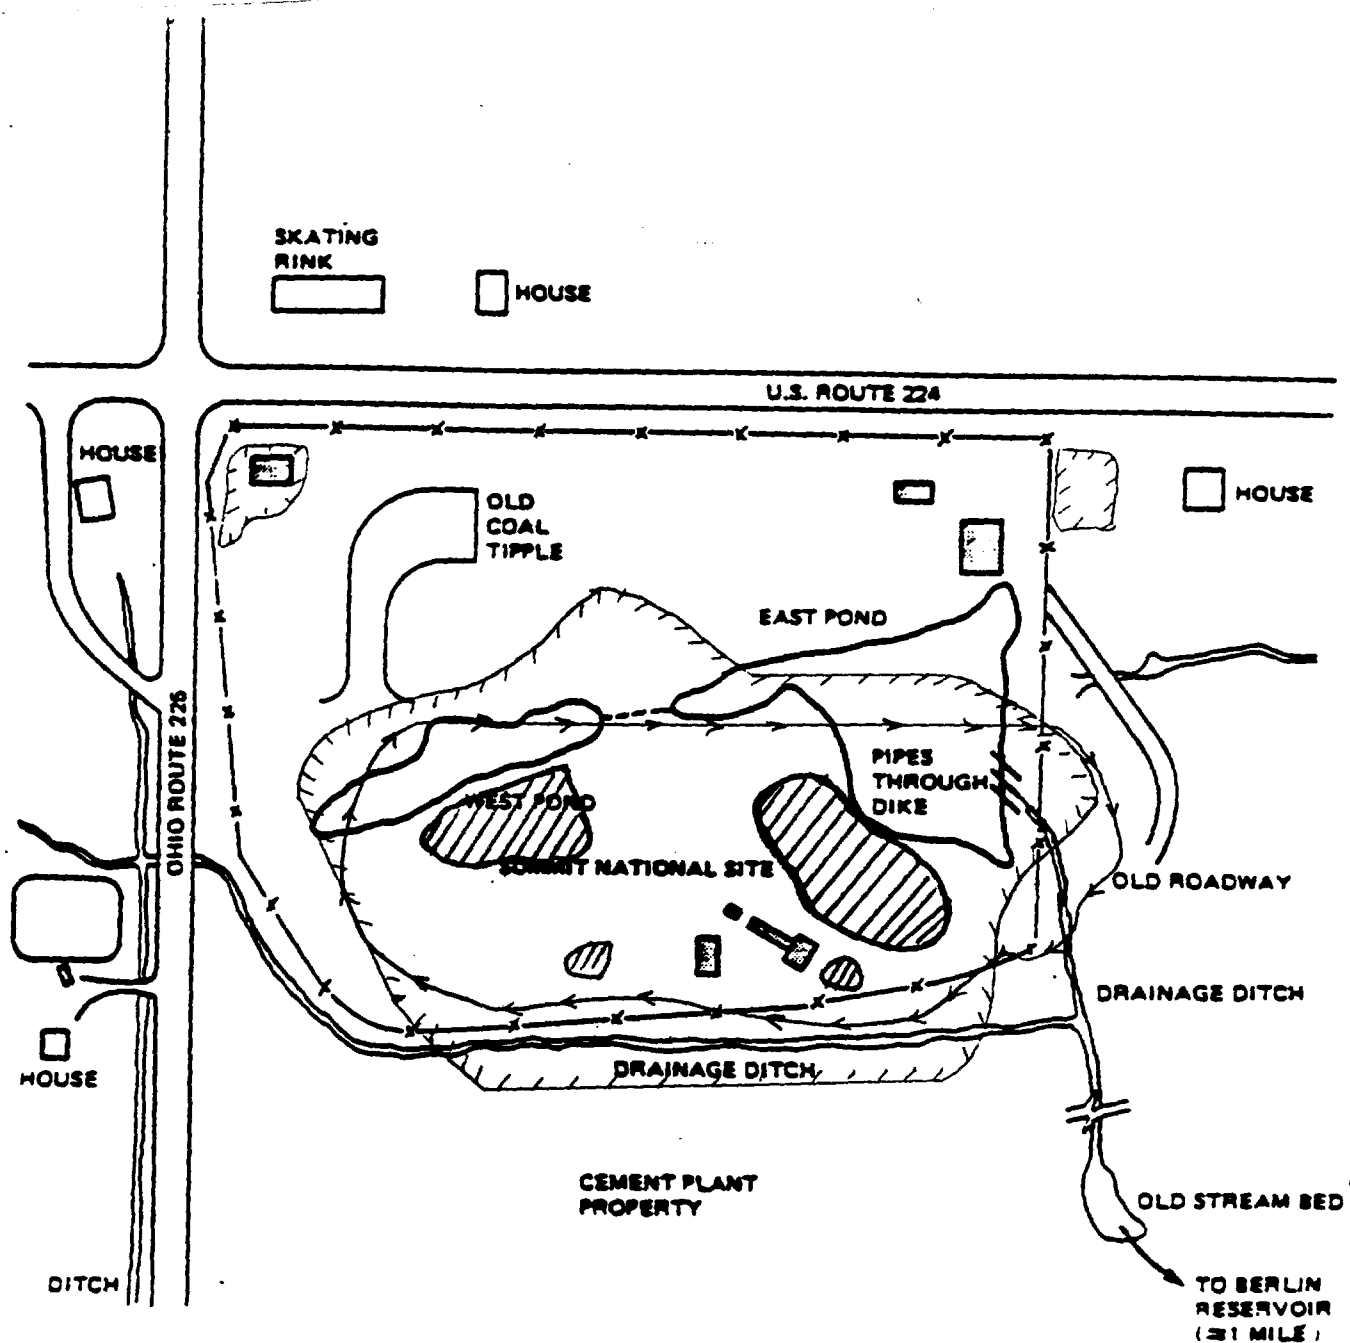 SKATING
RINK
HOUSE
U.S. ROUTE 224
HOUSE
HOUSE
OLD
COAL
TIPPLE
EAST POND
OHIO ROUTE 225
PIPES
THROUGH
DIKE
WEST POND
SUMMIT NATIONAL SITE
OLD ROADWAY
DRAINAGE DITCH
DRAINAGE DITCH
HOUSE
CEMENT PLANT
PROPERTY
OLD STREAM BED
DITCH
TO BERLIN
RESERVOIR
(≈1 MILE)